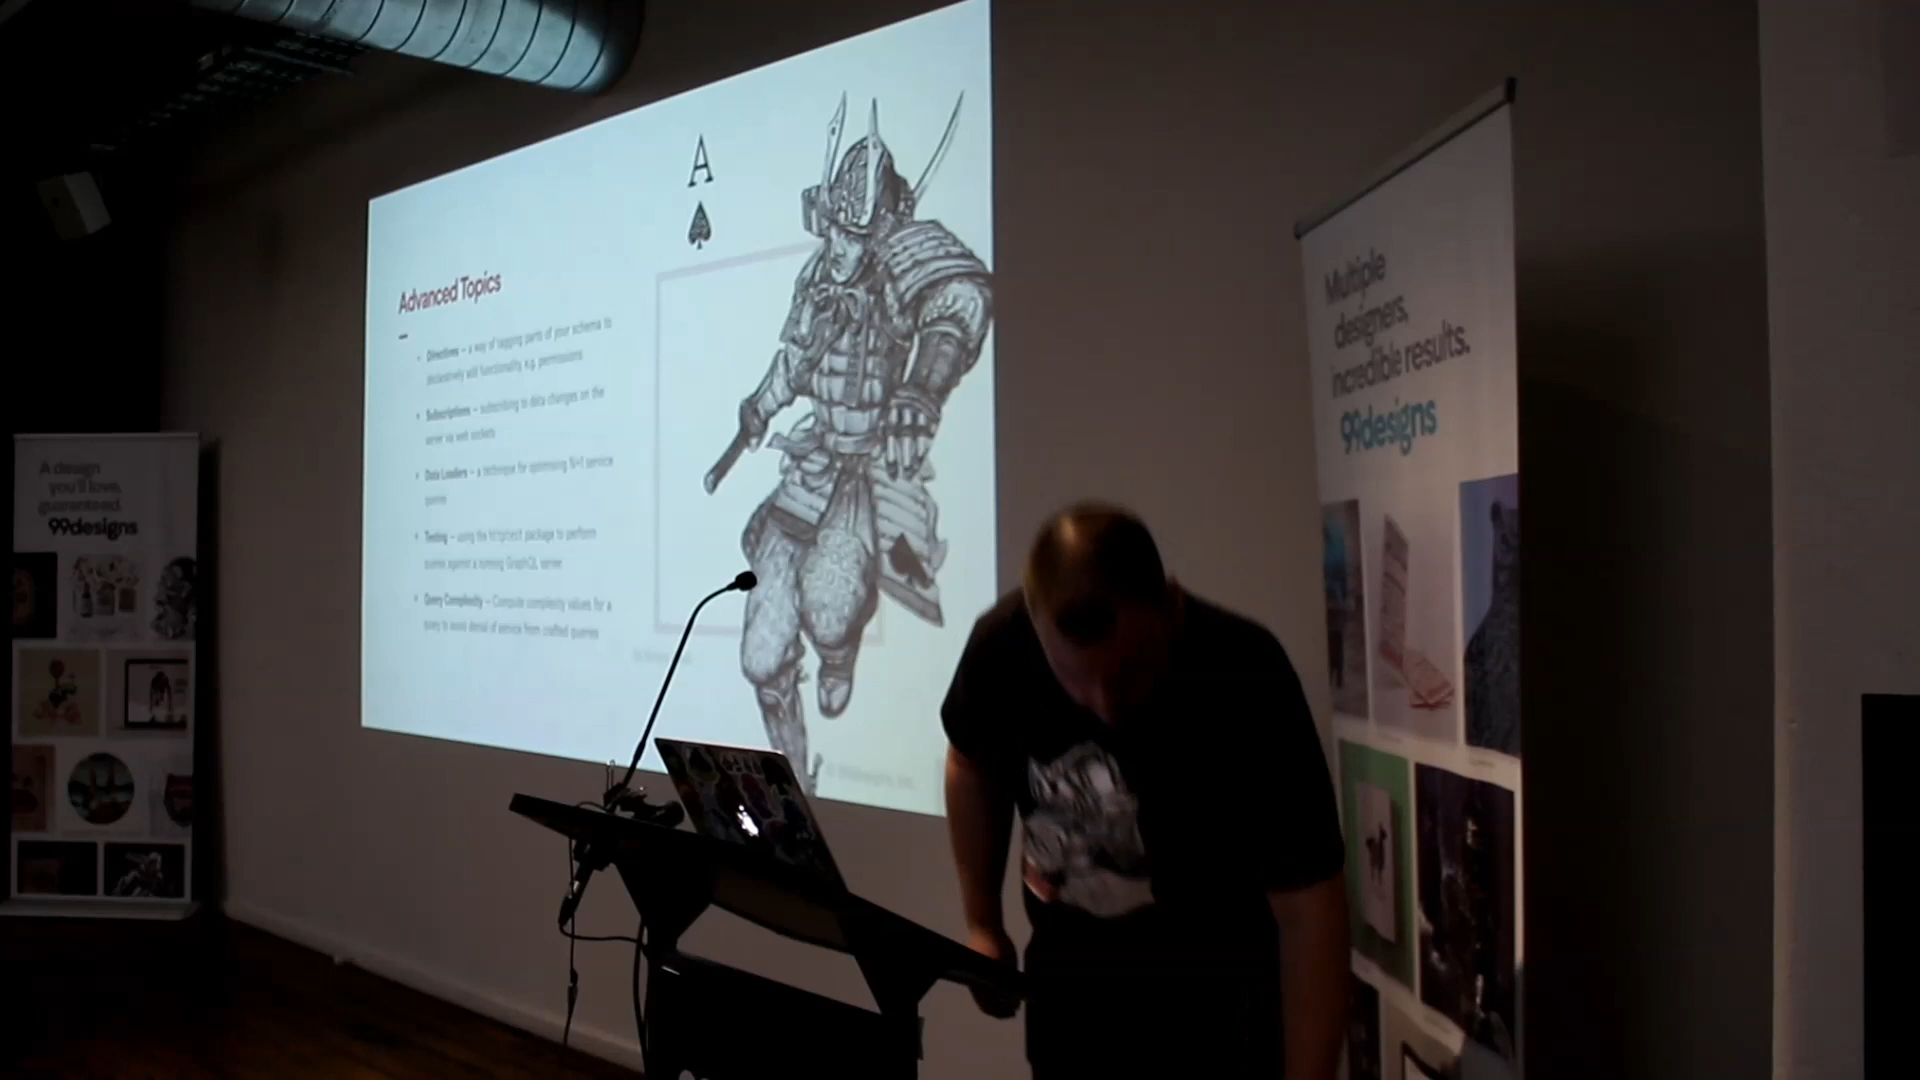 A
Advanced Topics
Directives – a way of tagging parts of your schema to
declaratively add functionality, e.g. permissions
Subscriptions – subscribing to data changes on the
server via web sockets
Data Loaders – a technique for optimising N+1 service
queries
Testing – using the httptest package to perform
queries against a running GraphQL server
Query Complexity – Compute complexity values for a
query to avoid denial of service from crafted queries
A design
you'll love,
guaranteed.
99designs
Multiple
designers,
incredible results.
99designs